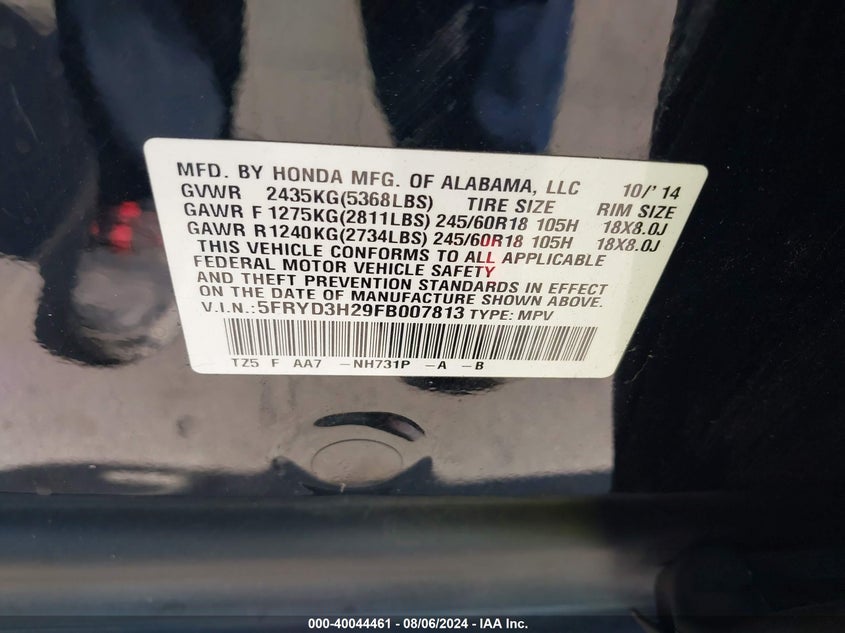 MFD. BY HONDA MFG. OF ALABAMA, LLC 10/'14
GVWR 2435KG(5368LBS) TIRE SIZE RIM SIZE
GAWR F 1275KG(2811LBS) 245/60R18 105H 18X8.0J
GAWR R1240KG(2734LBS) 245/60R18 105H 18X8.0J
THIS VEHICLE CONFORMS TO ALL APPLICABLE
FEDERAL MOTOR VEHICLE SAFETY
AND THEFT PREVENTION STANDARDS IN EFFECT
ON THE DATE OF MANUFACTURE SHOWN ABOVE.
V.I.N.:5FRYD3H29FB007813 TYPE: MPV
TZ5 F AA7 -NH731P -A -B
000-40044461 - 08/06/2024 - IAA Inc.